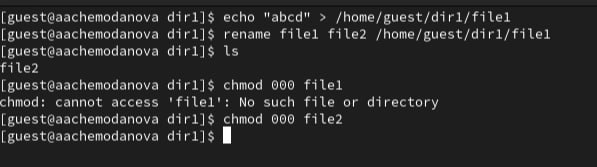 [guest@aachemodanova dir1]$ echo "abcd" > /home/guest/dir1/file1
[guest@aachemodanova dir1]$ rename file1 file2 /home/guest/dir1/file1
[guest@aachemodanova dir1]$ ls
file2
[guest@aachemodanova dir1]$ chmod 000 file1
chmod: cannot access 'file1': No such file or directory
[guest@aachemodanova dir1]$ chmod 000 file2
[guest@aachemodanova dir1]$